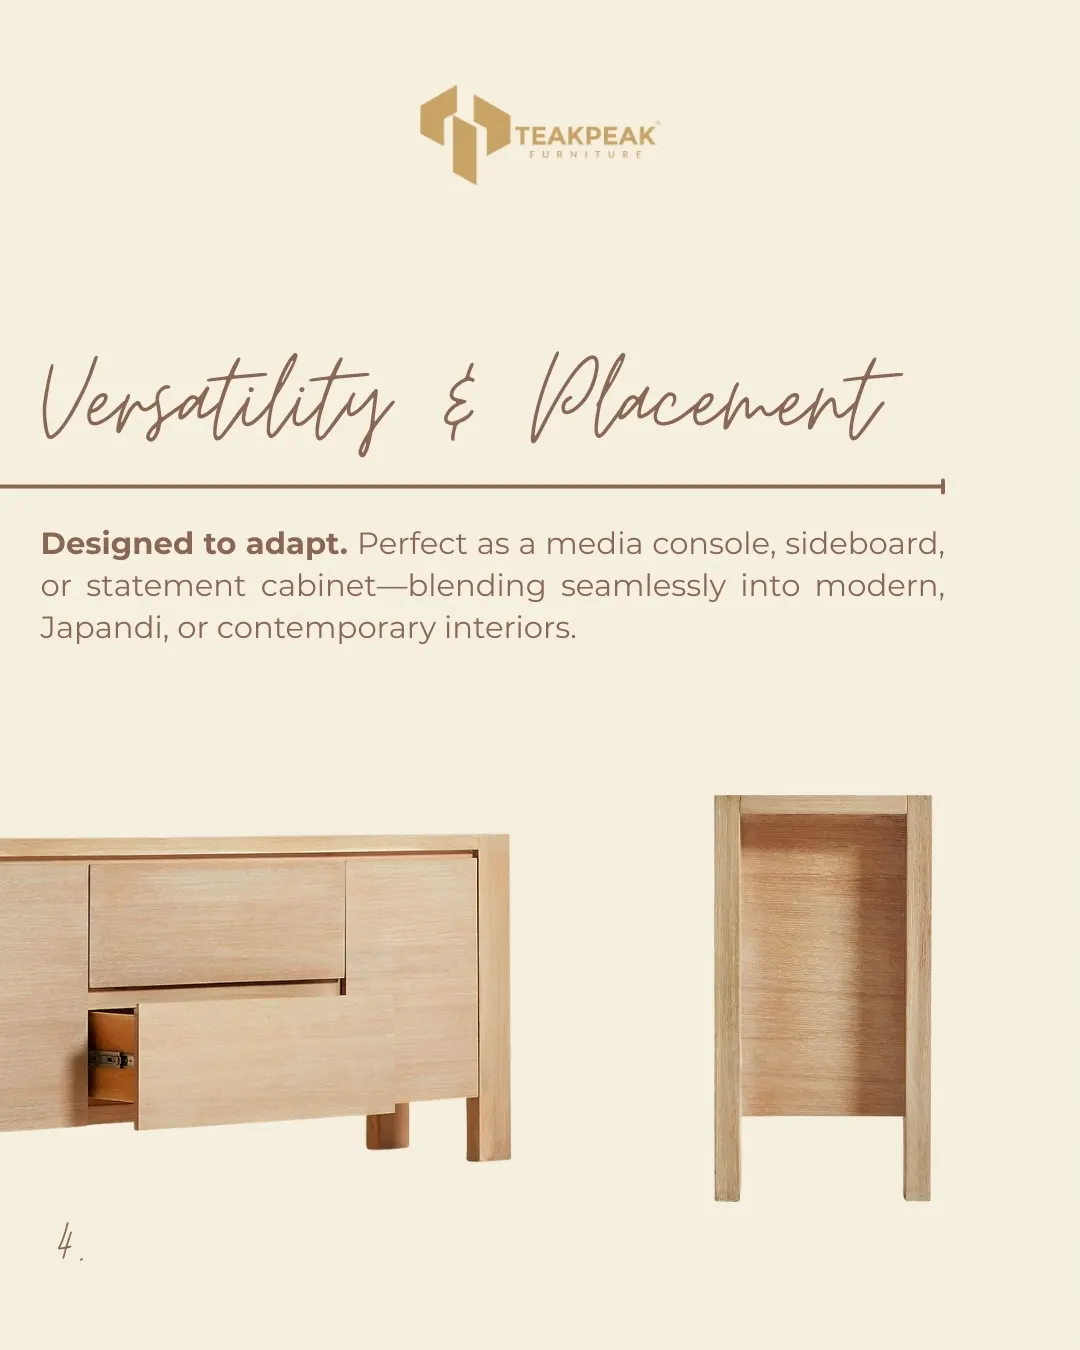 TEAKPEAK
FURNITURE
Versatility & Placement
Designed to adapt. Perfect as a media console, sideboard,
or statement cabinet—blending seamlessly into modern,
Japandi, or contemporary interiors.
4.